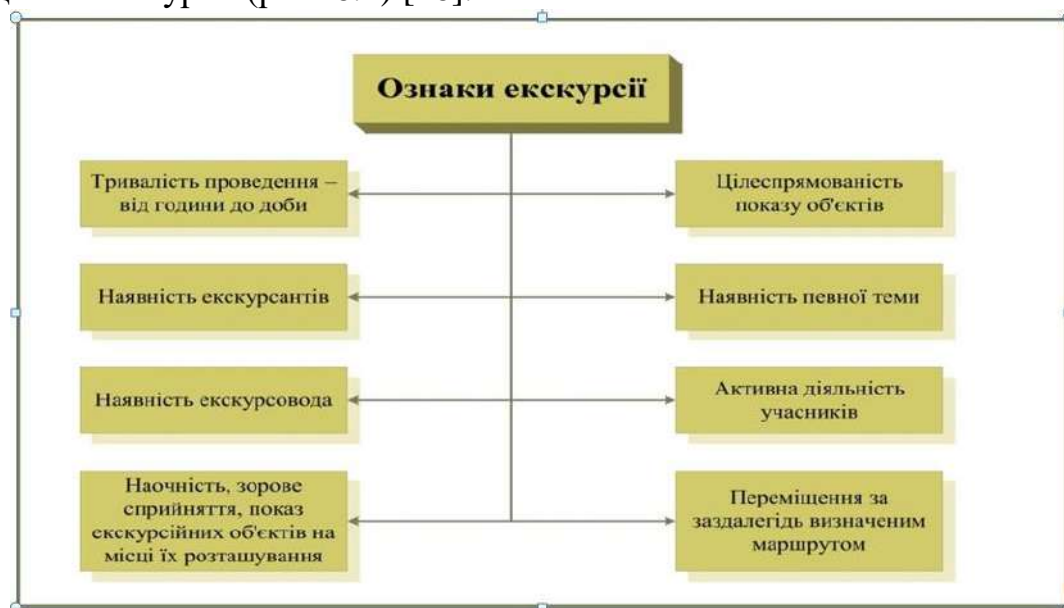 Ознаки екскурсії
Тривалість проведення –
від години до доби
Цілеспрямованість
показу об'єктів
Наявність екскурсантів
Наявність певної теми
Наявність екскурсовода
Активна діяльність
учасників
Наочність, зорове
сприйняття, показ
екскурсійних об'єктів на
місці їх розташування
Переміщення за
заздалегідь визначеним
маршрутом